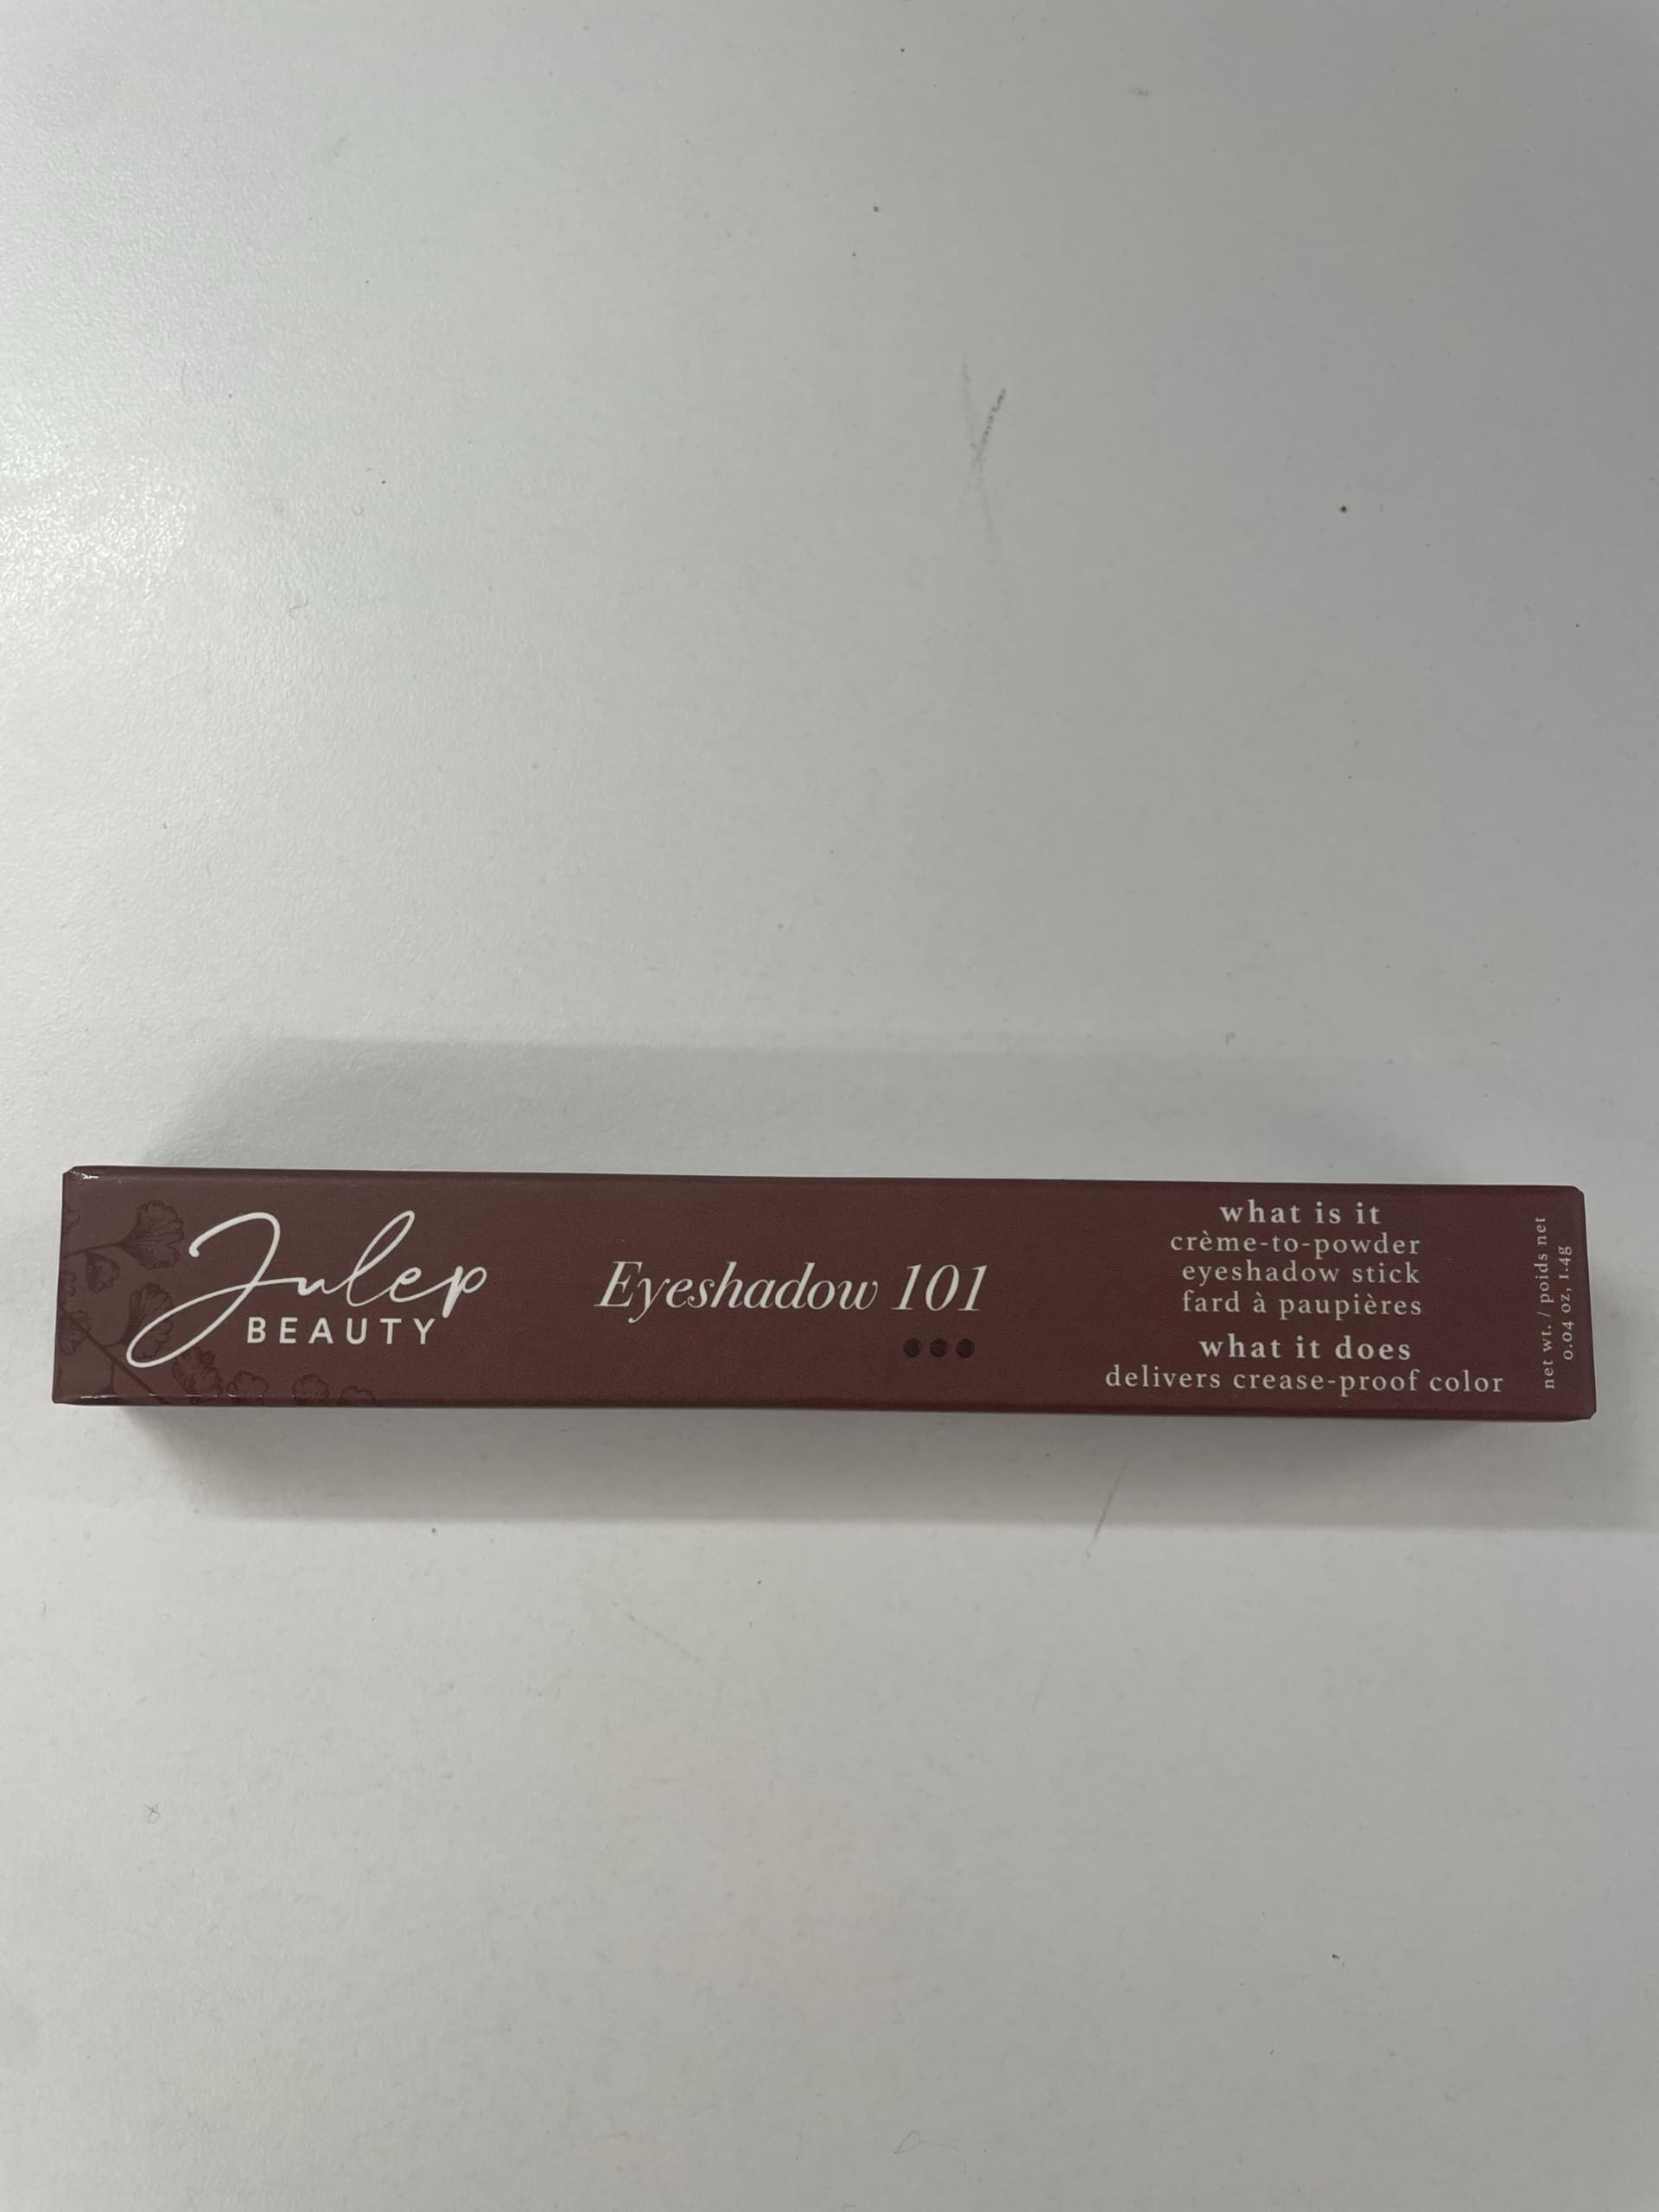 Julep
BEAUTY
Eyeshadow 101
what is it
crème-to-powder
eyeshadow stick
fard à paupières
what it does
delivers crease-proof color
net wt. / poids net
0.04 oz, 1.4g